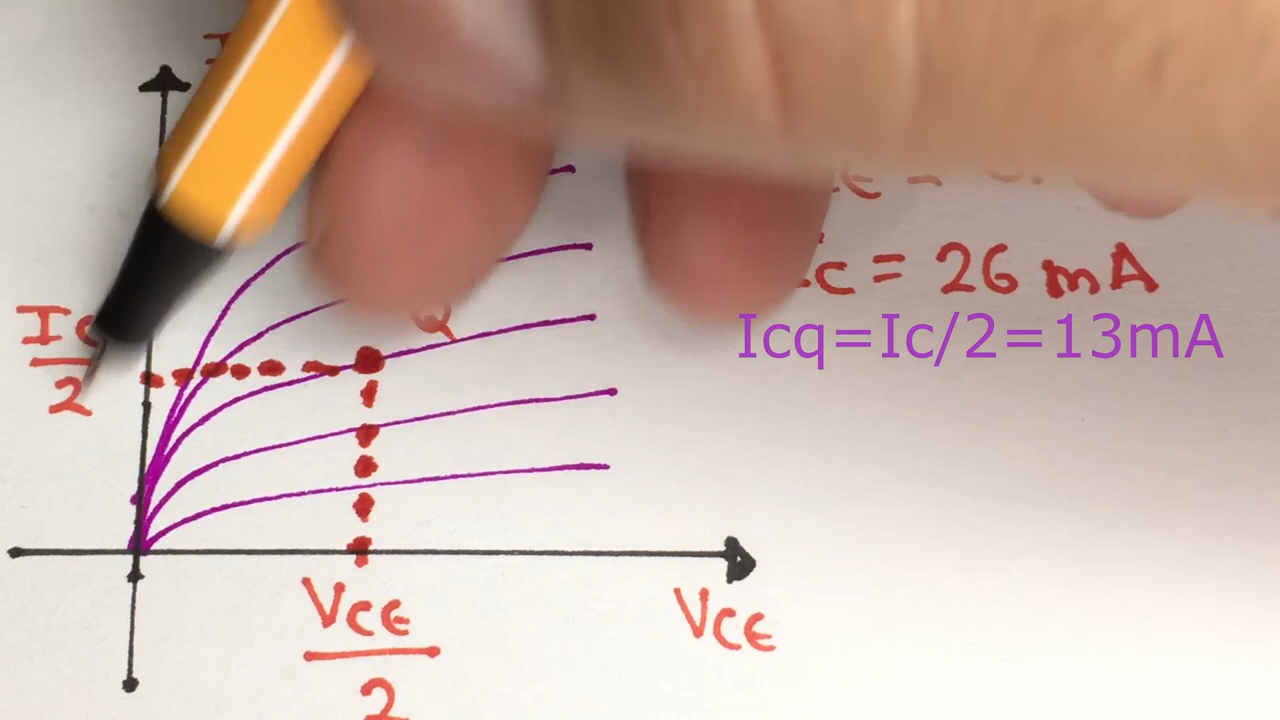 Ic = 26 mA
Icq=Ic/2=13mA
Q
Ic
2
VCE
2
VCE